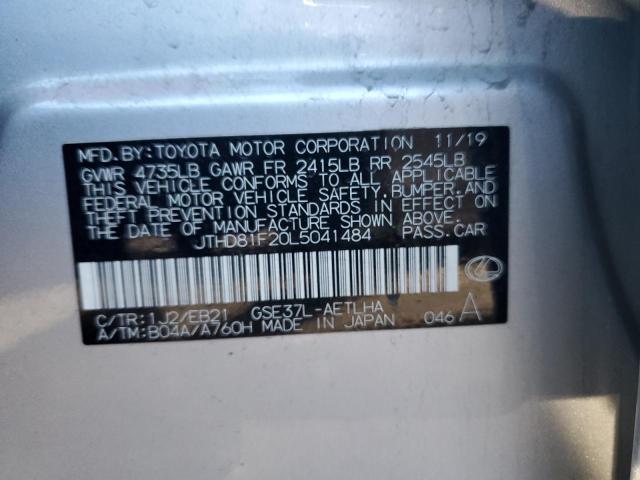 MFD. BY: TOYOTA MOTOR CORPORATION 11/19
GVWR 4735LB GAWR FR 2415LB RR 2545LB
THIS VEHICLE CONFORMS TO ALL APPLICABLE
FEDERAL MOTOR VEHICLE SAFETY, BUMPER, AND
THEFT PREVENTION STANDARDS IN EFFECT ON
THE DATE OF MANUFACTURE SHOWN ABOVE.
JTHD81F20L5041484 PASS. CAR
C/TR: 1J2/EB21 GSE37L-AETLHA
A/TM: B04A/A760H MADE IN JAPAN 046 A